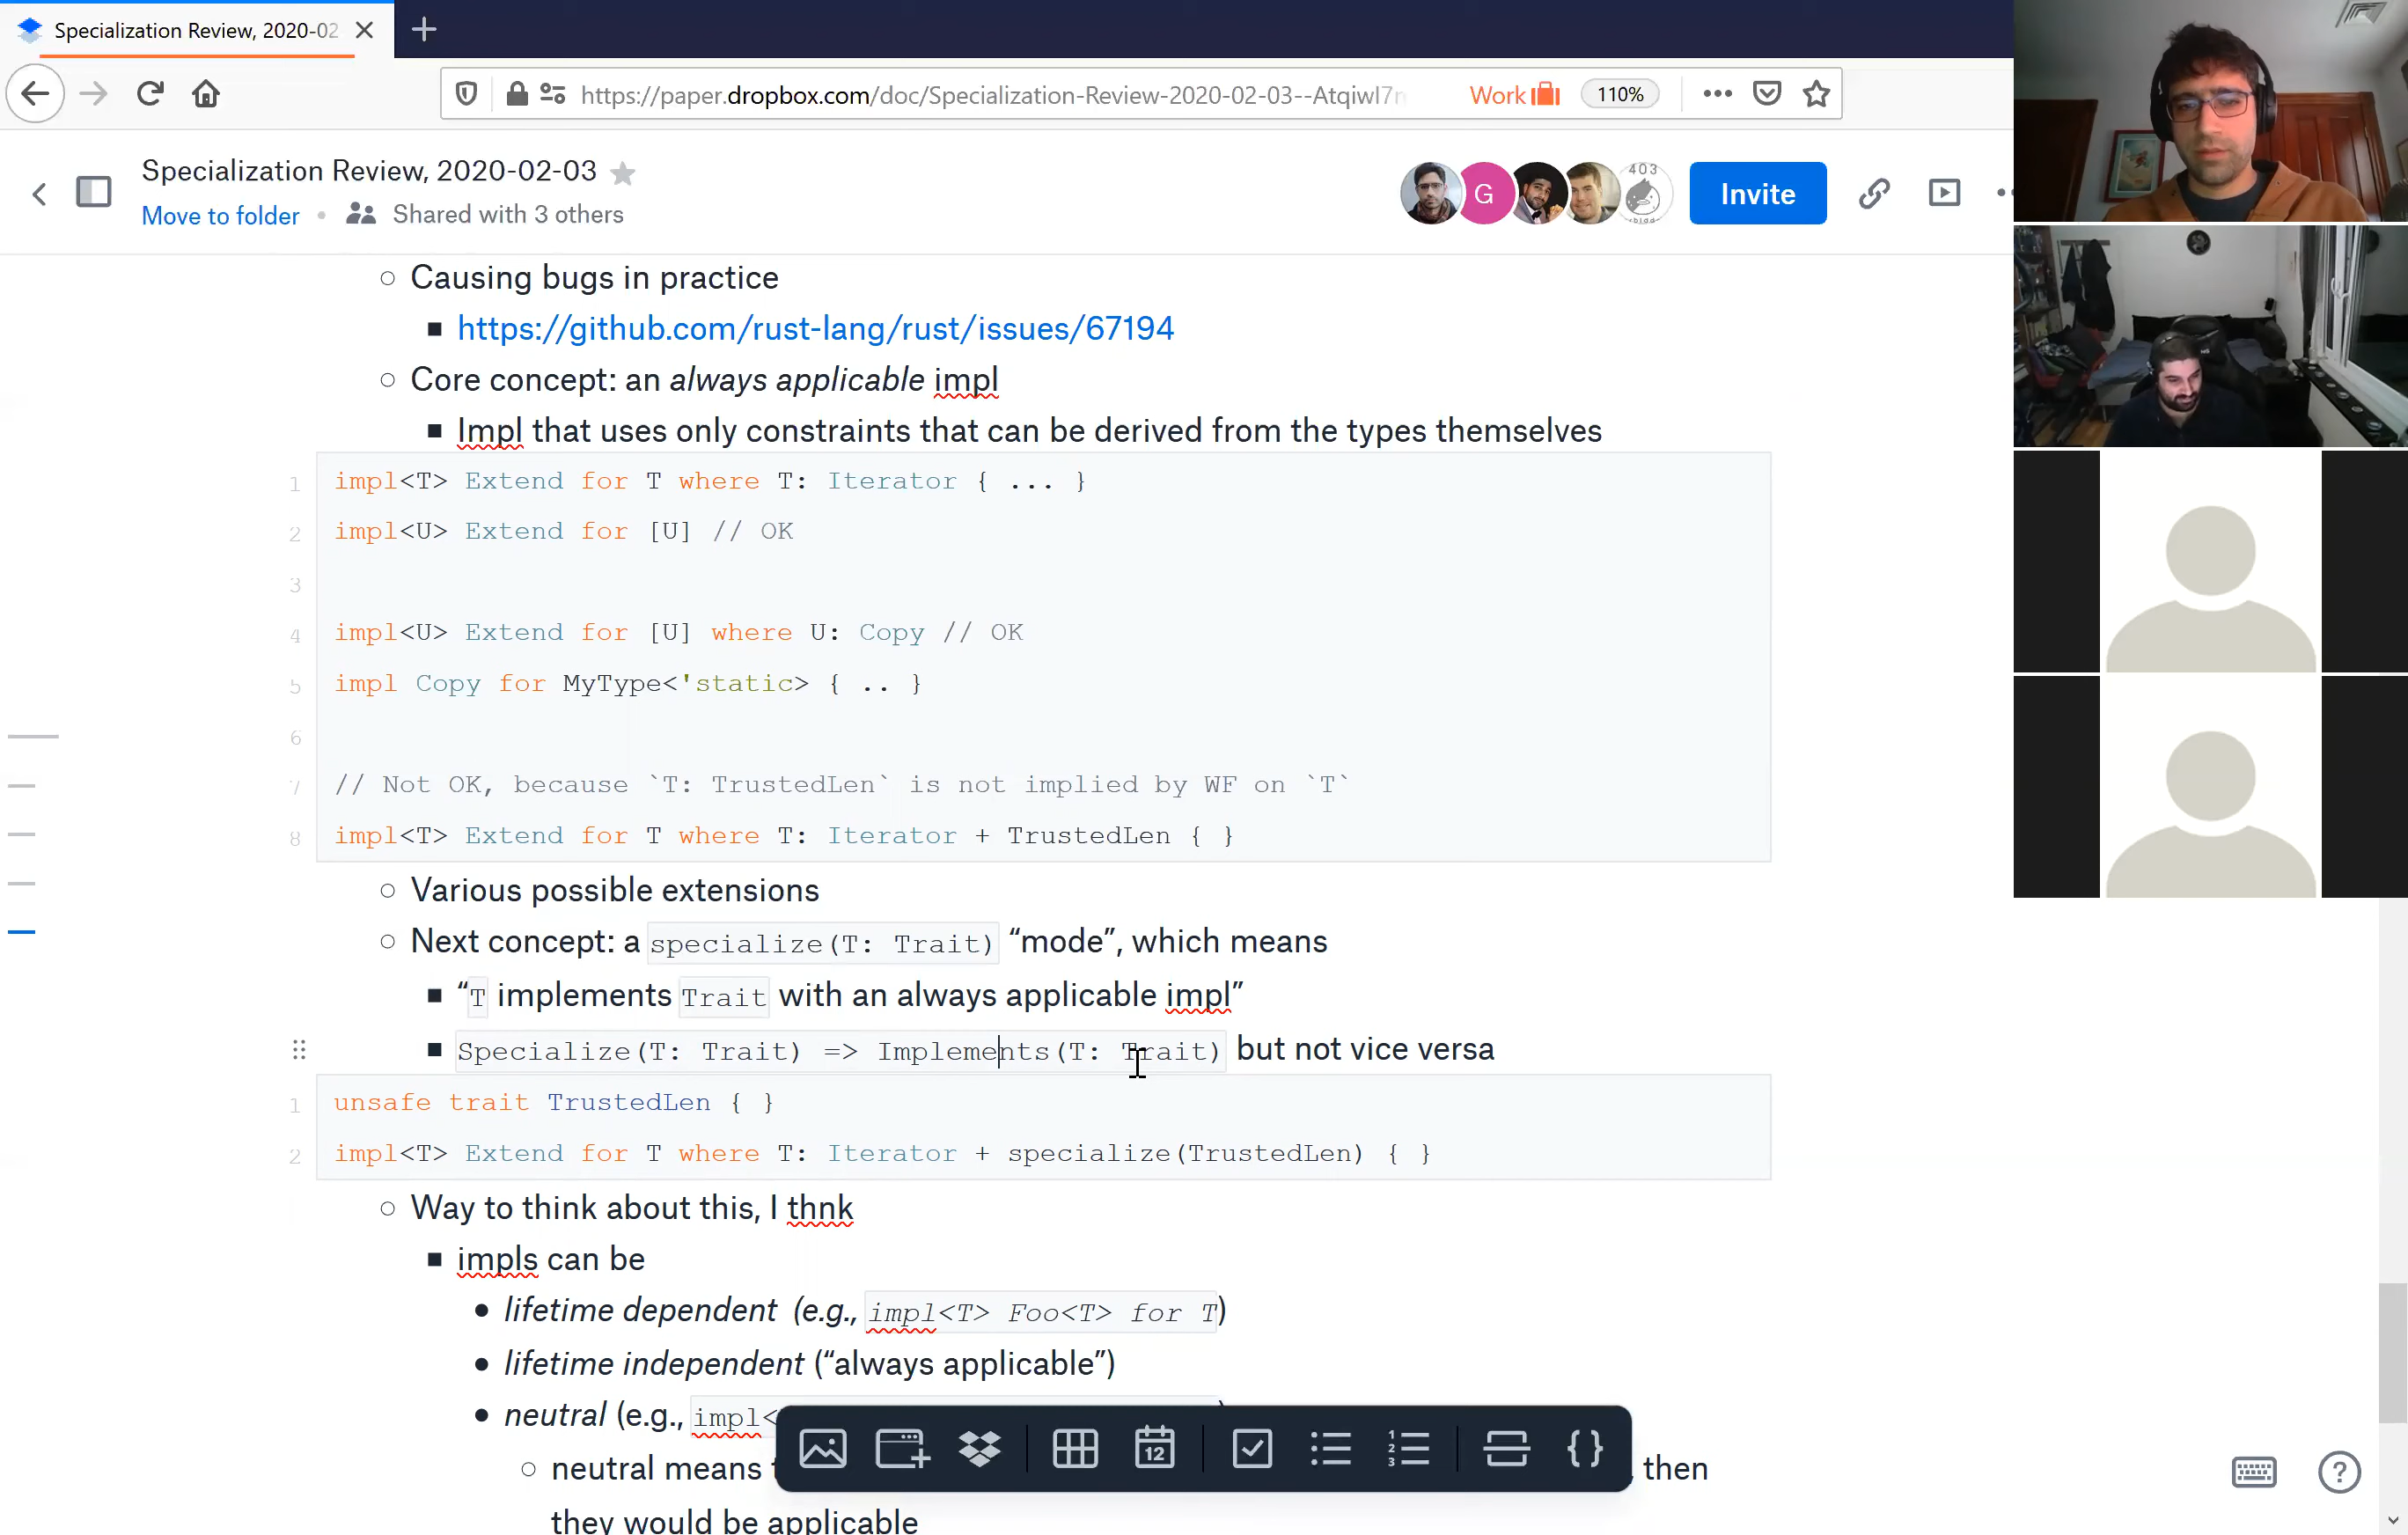 Specialization Review, 2020-02
https://paper.dropbox.com/doc/Specialization-Review-2020-02-03--AtqiwI7r
Work
110%
Specialization Review, 2020-02-03
Move to folder
Shared with 3 others
G
403
Invite
Causing bugs in practice
https://github.com/rust-lang/rust/issues/67194
Core concept: an always applicable impl
Impl that uses only constraints that can be derived from the types themselves
1 impl<T> Extend for T where T: Iterator { ... }
2 impl<U> Extend for [U] // OK
3
4 impl<U> Extend for [U] where U: Copy // OK
5 impl Copy for MyType<'static> { .. }
6
7 // Not OK, because `T: TrustedLen` is not implied by WF on `T`
8 impl<T> Extend for T where T: Iterator + TrustedLen { }
Various possible extensions
Next concept: a specialize(T: Trait) “mode”, which means
“T implements Trait with an always applicable impl”
Specialize(T: Trait) => Implements(T: Trait) but not vice versa
1 unsafe trait TrustedLen { }
2 impl<T> Extend for T where T: Iterator + specialize(TrustedLen) { }
Way to think about this, I thnk
impls can be
lifetime dependent (e.g., impl<T> Foo<T> for T)
lifetime independent (“always applicable”)
neutral (e.g., impl<
12
neutral means , then
they would be applicable